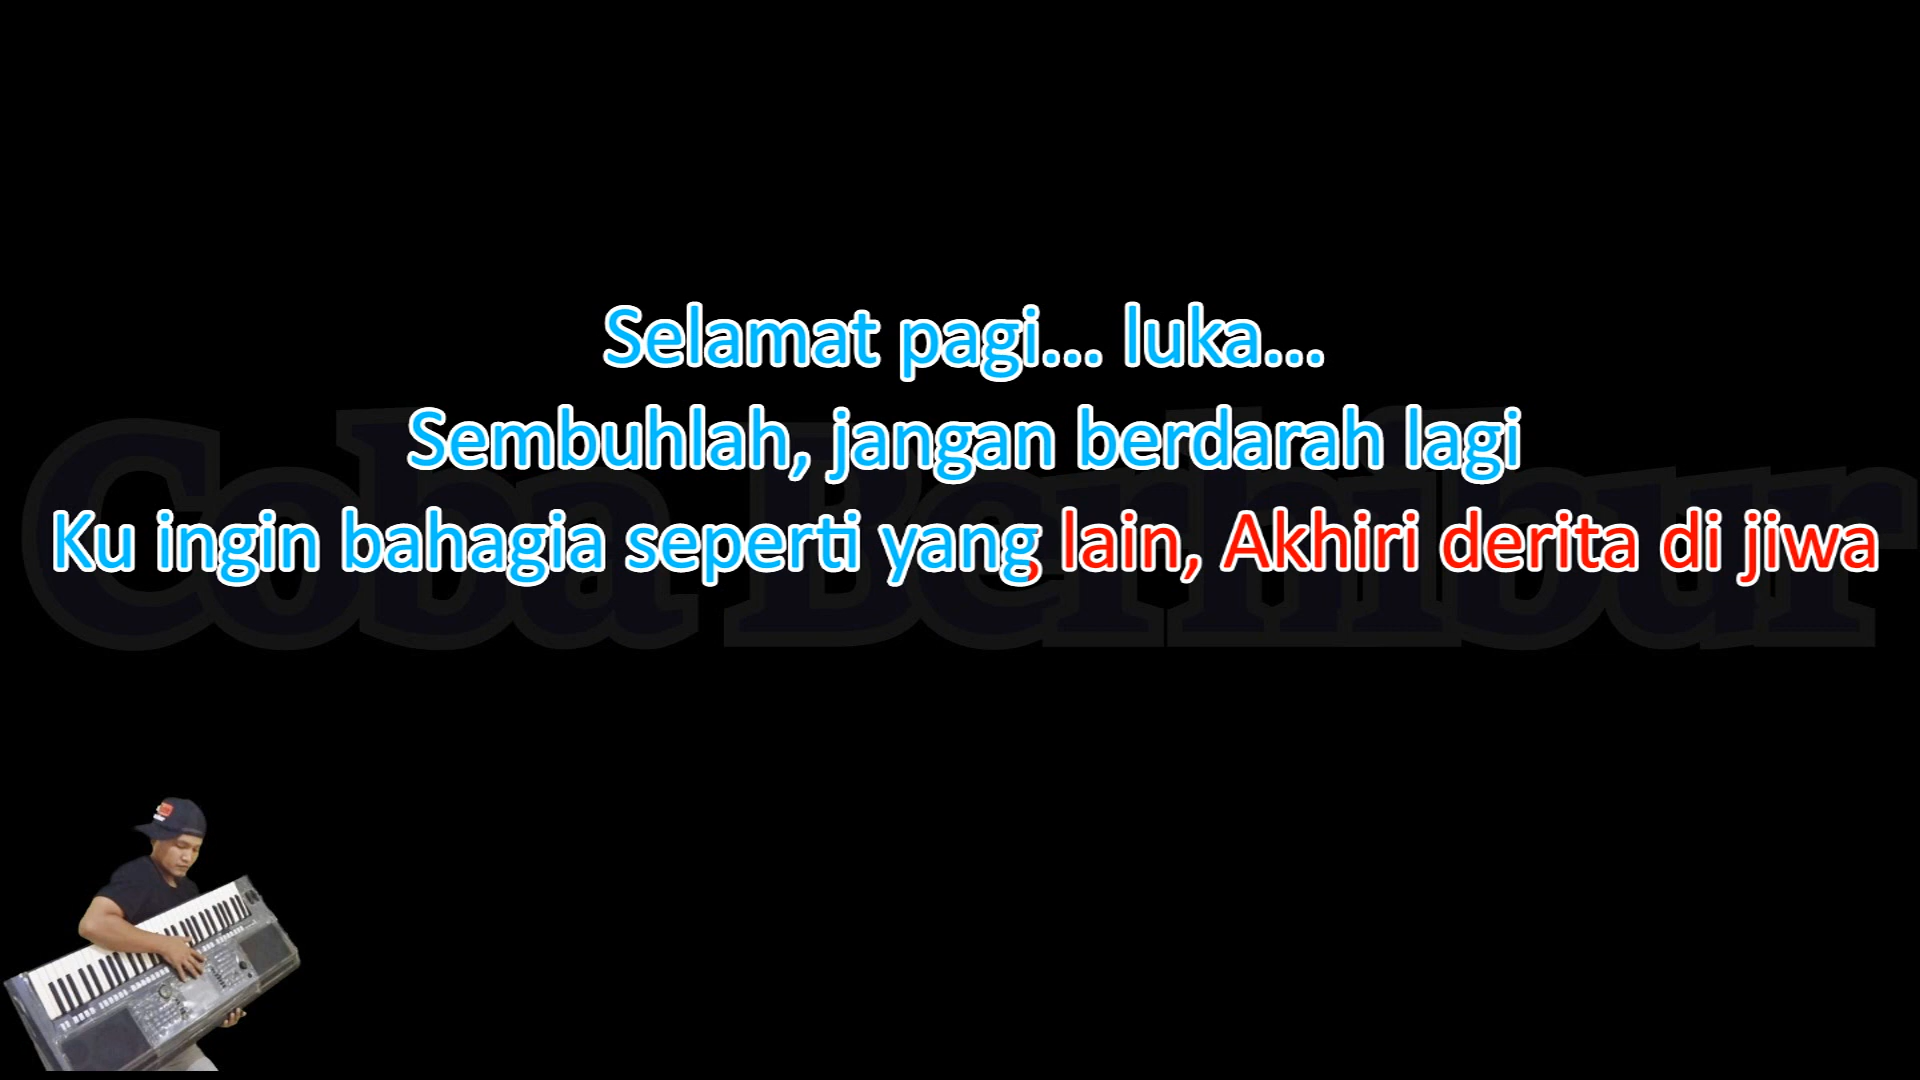 Selamat pagi... luka...
Sembuhlah, jangan berdarah lagi
Ku ingin bahagia seperti yang lain, Akhiri derita di jiwa
Coba Berhibur